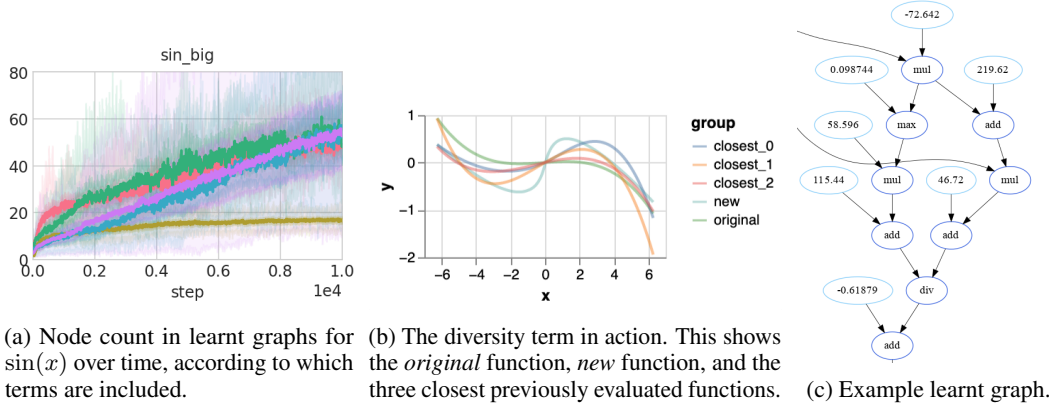 sin_big
80
60
40
20
0
0.0 0.2 0.4 0.6 0.8 1.0
step 1e4
1
0
−1
−2
y
−6 −4 −2 0 2 4 6
x
group
closest_0
closest_1
closest_2
new
original
-72.642
0.098744 mul 219.62
58.596 max add
115.44 mul 46.72 mul
add add
-0.61879 div
add
(a) Node count in learnt graphs for
sin(x) over time, according to which
terms are included.
(b) The diversity term in action. This shows
the original function, new function, and the
three closest previously evaluated functions.
(c) Example learnt graph.